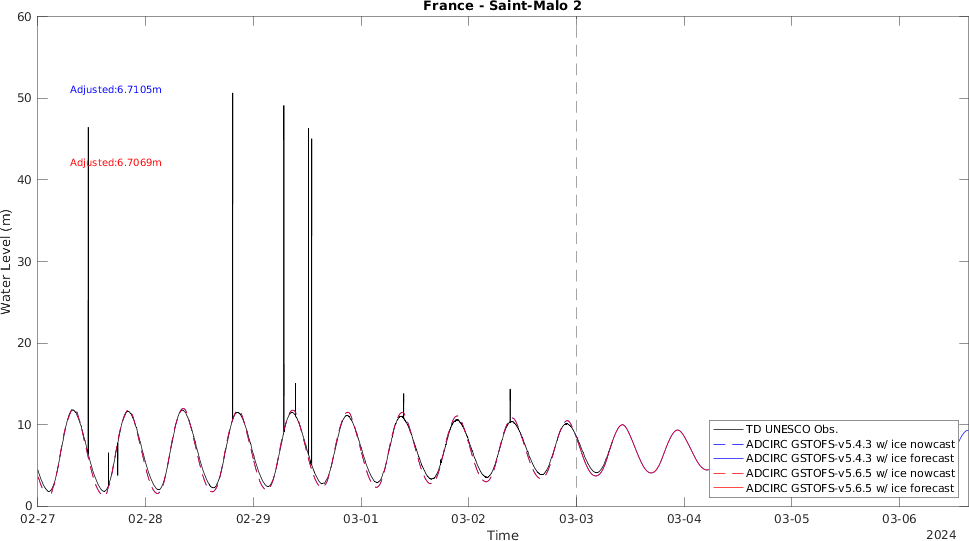 France - Saint-Malo 2
60
50
40
30
20
10
0
Water Level (m)
Adjusted:6.7105m
Adjusted:6.7069m
TD UNESCO Obs.
ADCIRC GSTOFS-v5.4.3 w/ ice nowcast
ADCIRC GSTOFS-v5.4.3 w/ ice forecast
ADCIRC GSTOFS-v5.6.5 w/ ice nowcast
ADCIRC GSTOFS-v5.6.5 w/ ice forecast
02-27 02-28 02-29 03-01 03-02 03-03 03-04 03-05 03-06
Time
2024